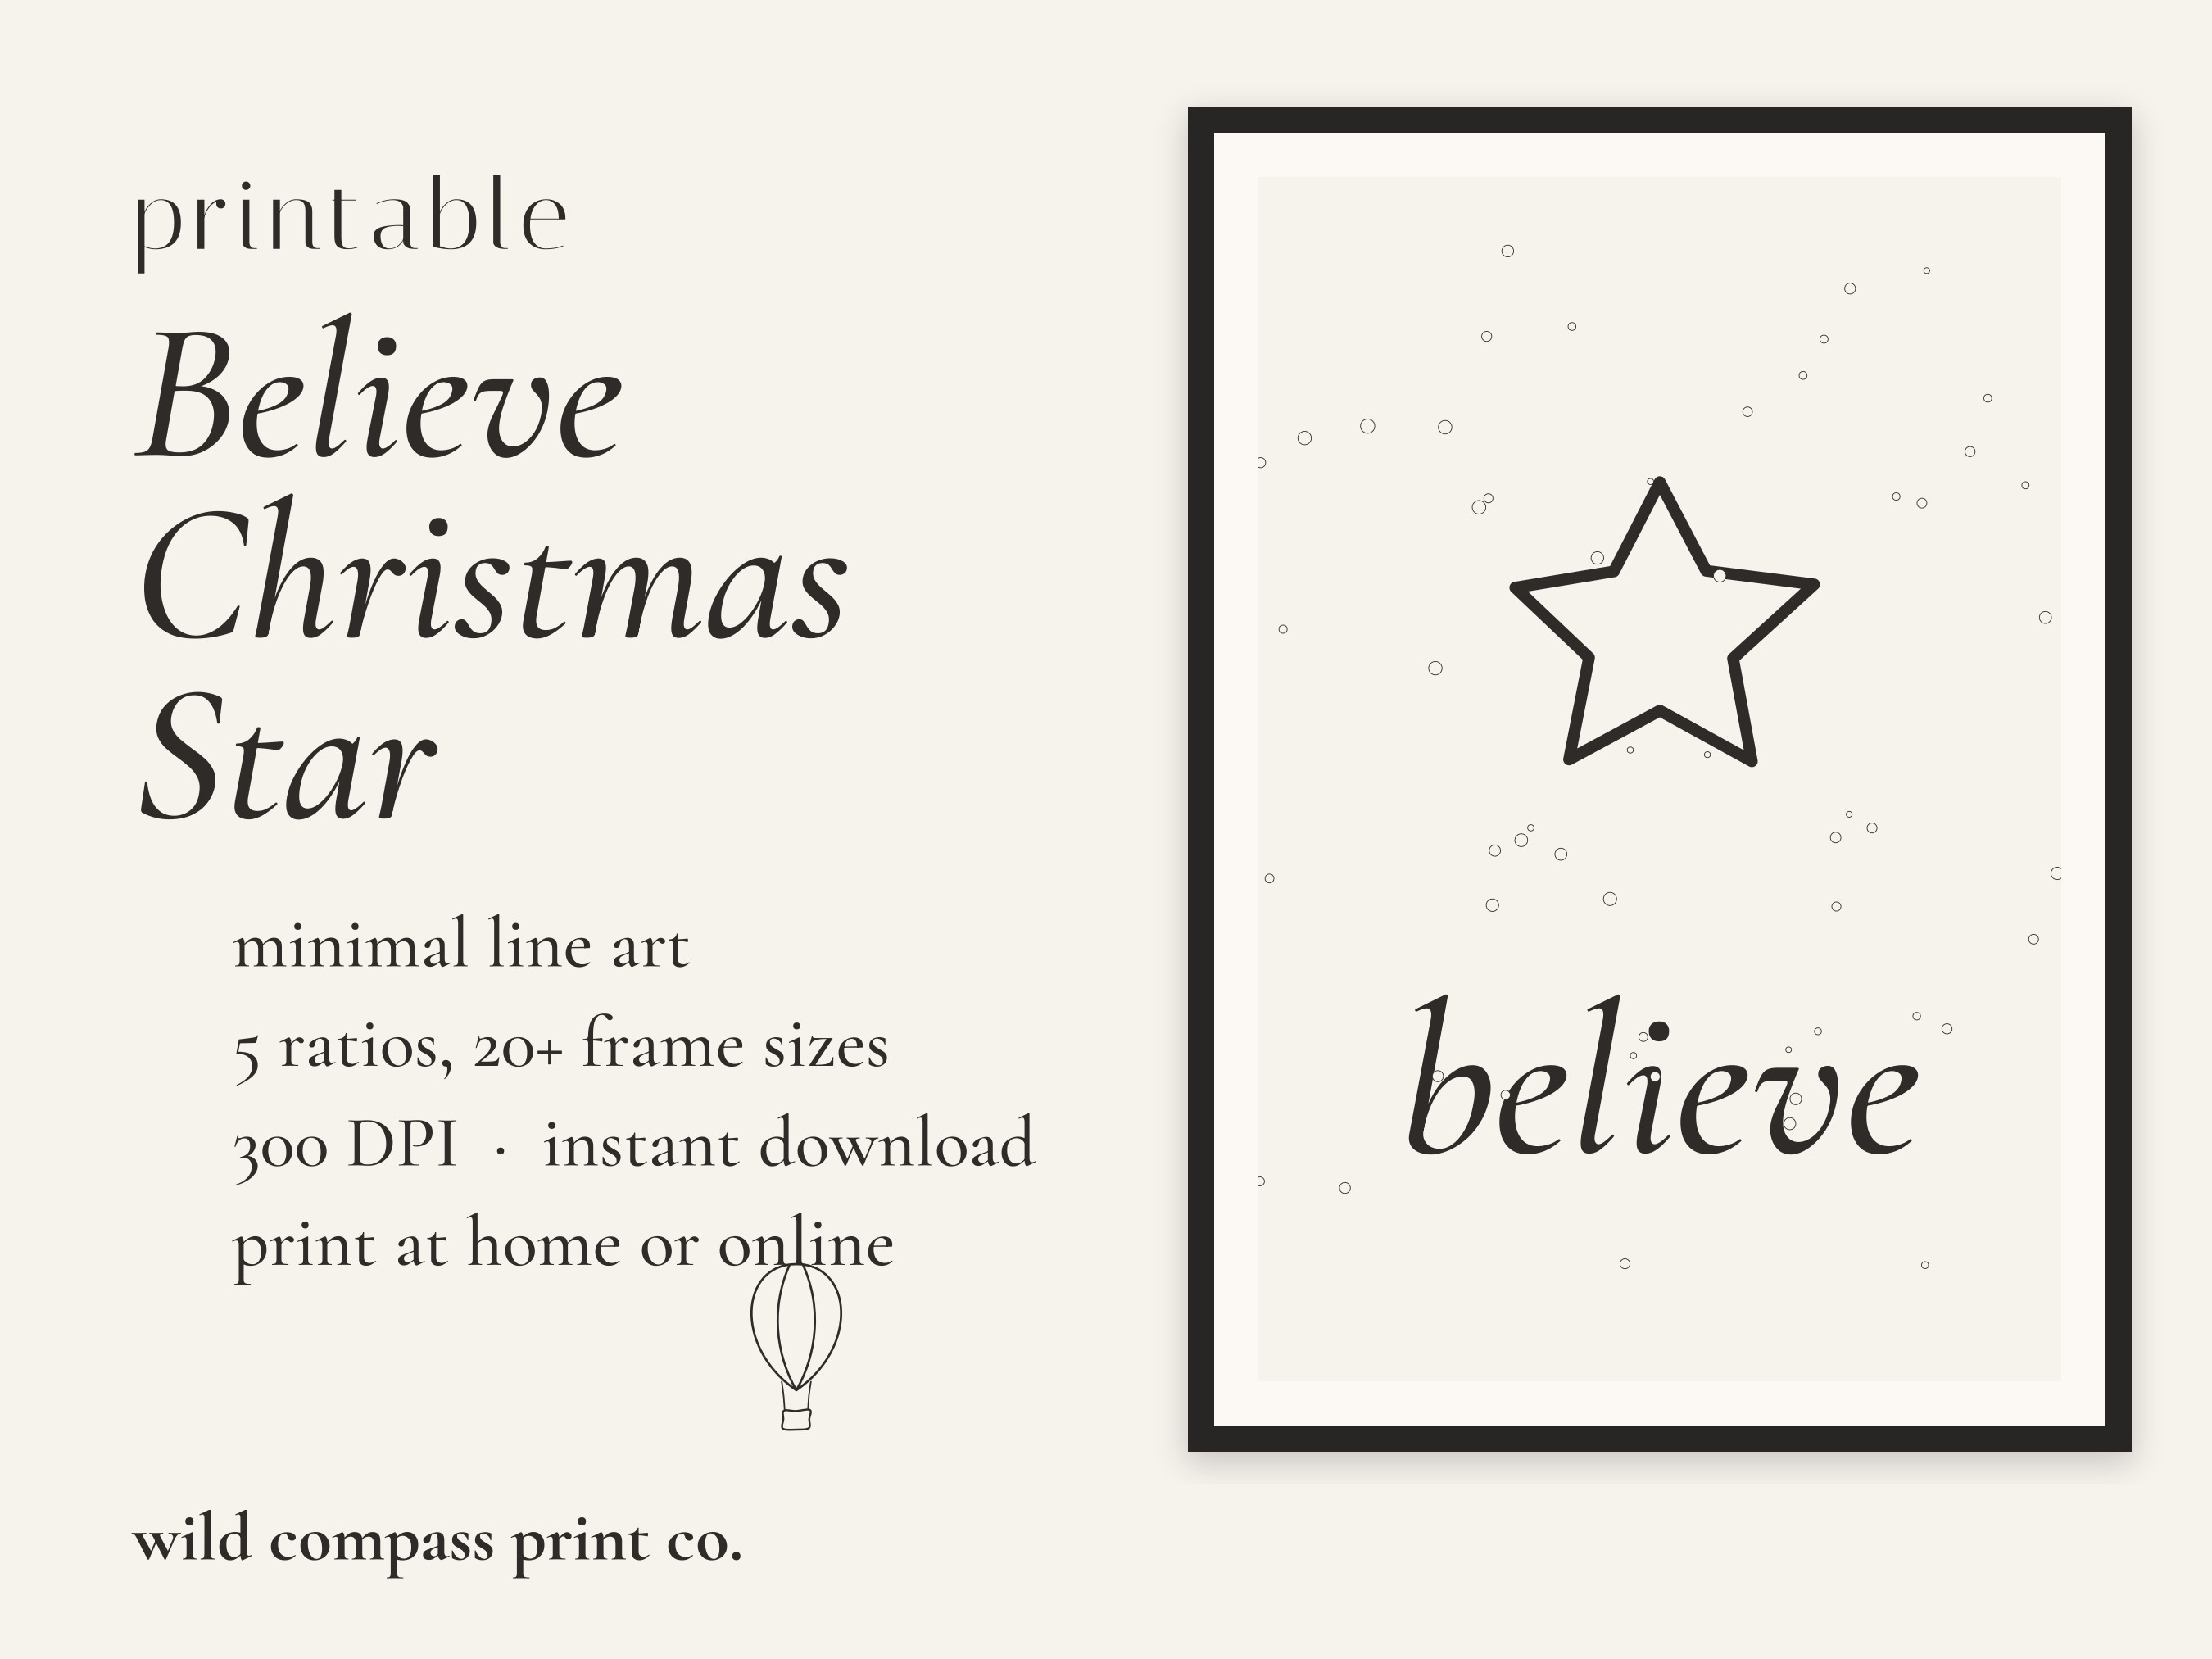 printable
Believe
Christmas
Star
minimal line art
5 ratios, 20+ frame sizes
300 DPI · instant download
print at home or online
wild compass print co.
believe